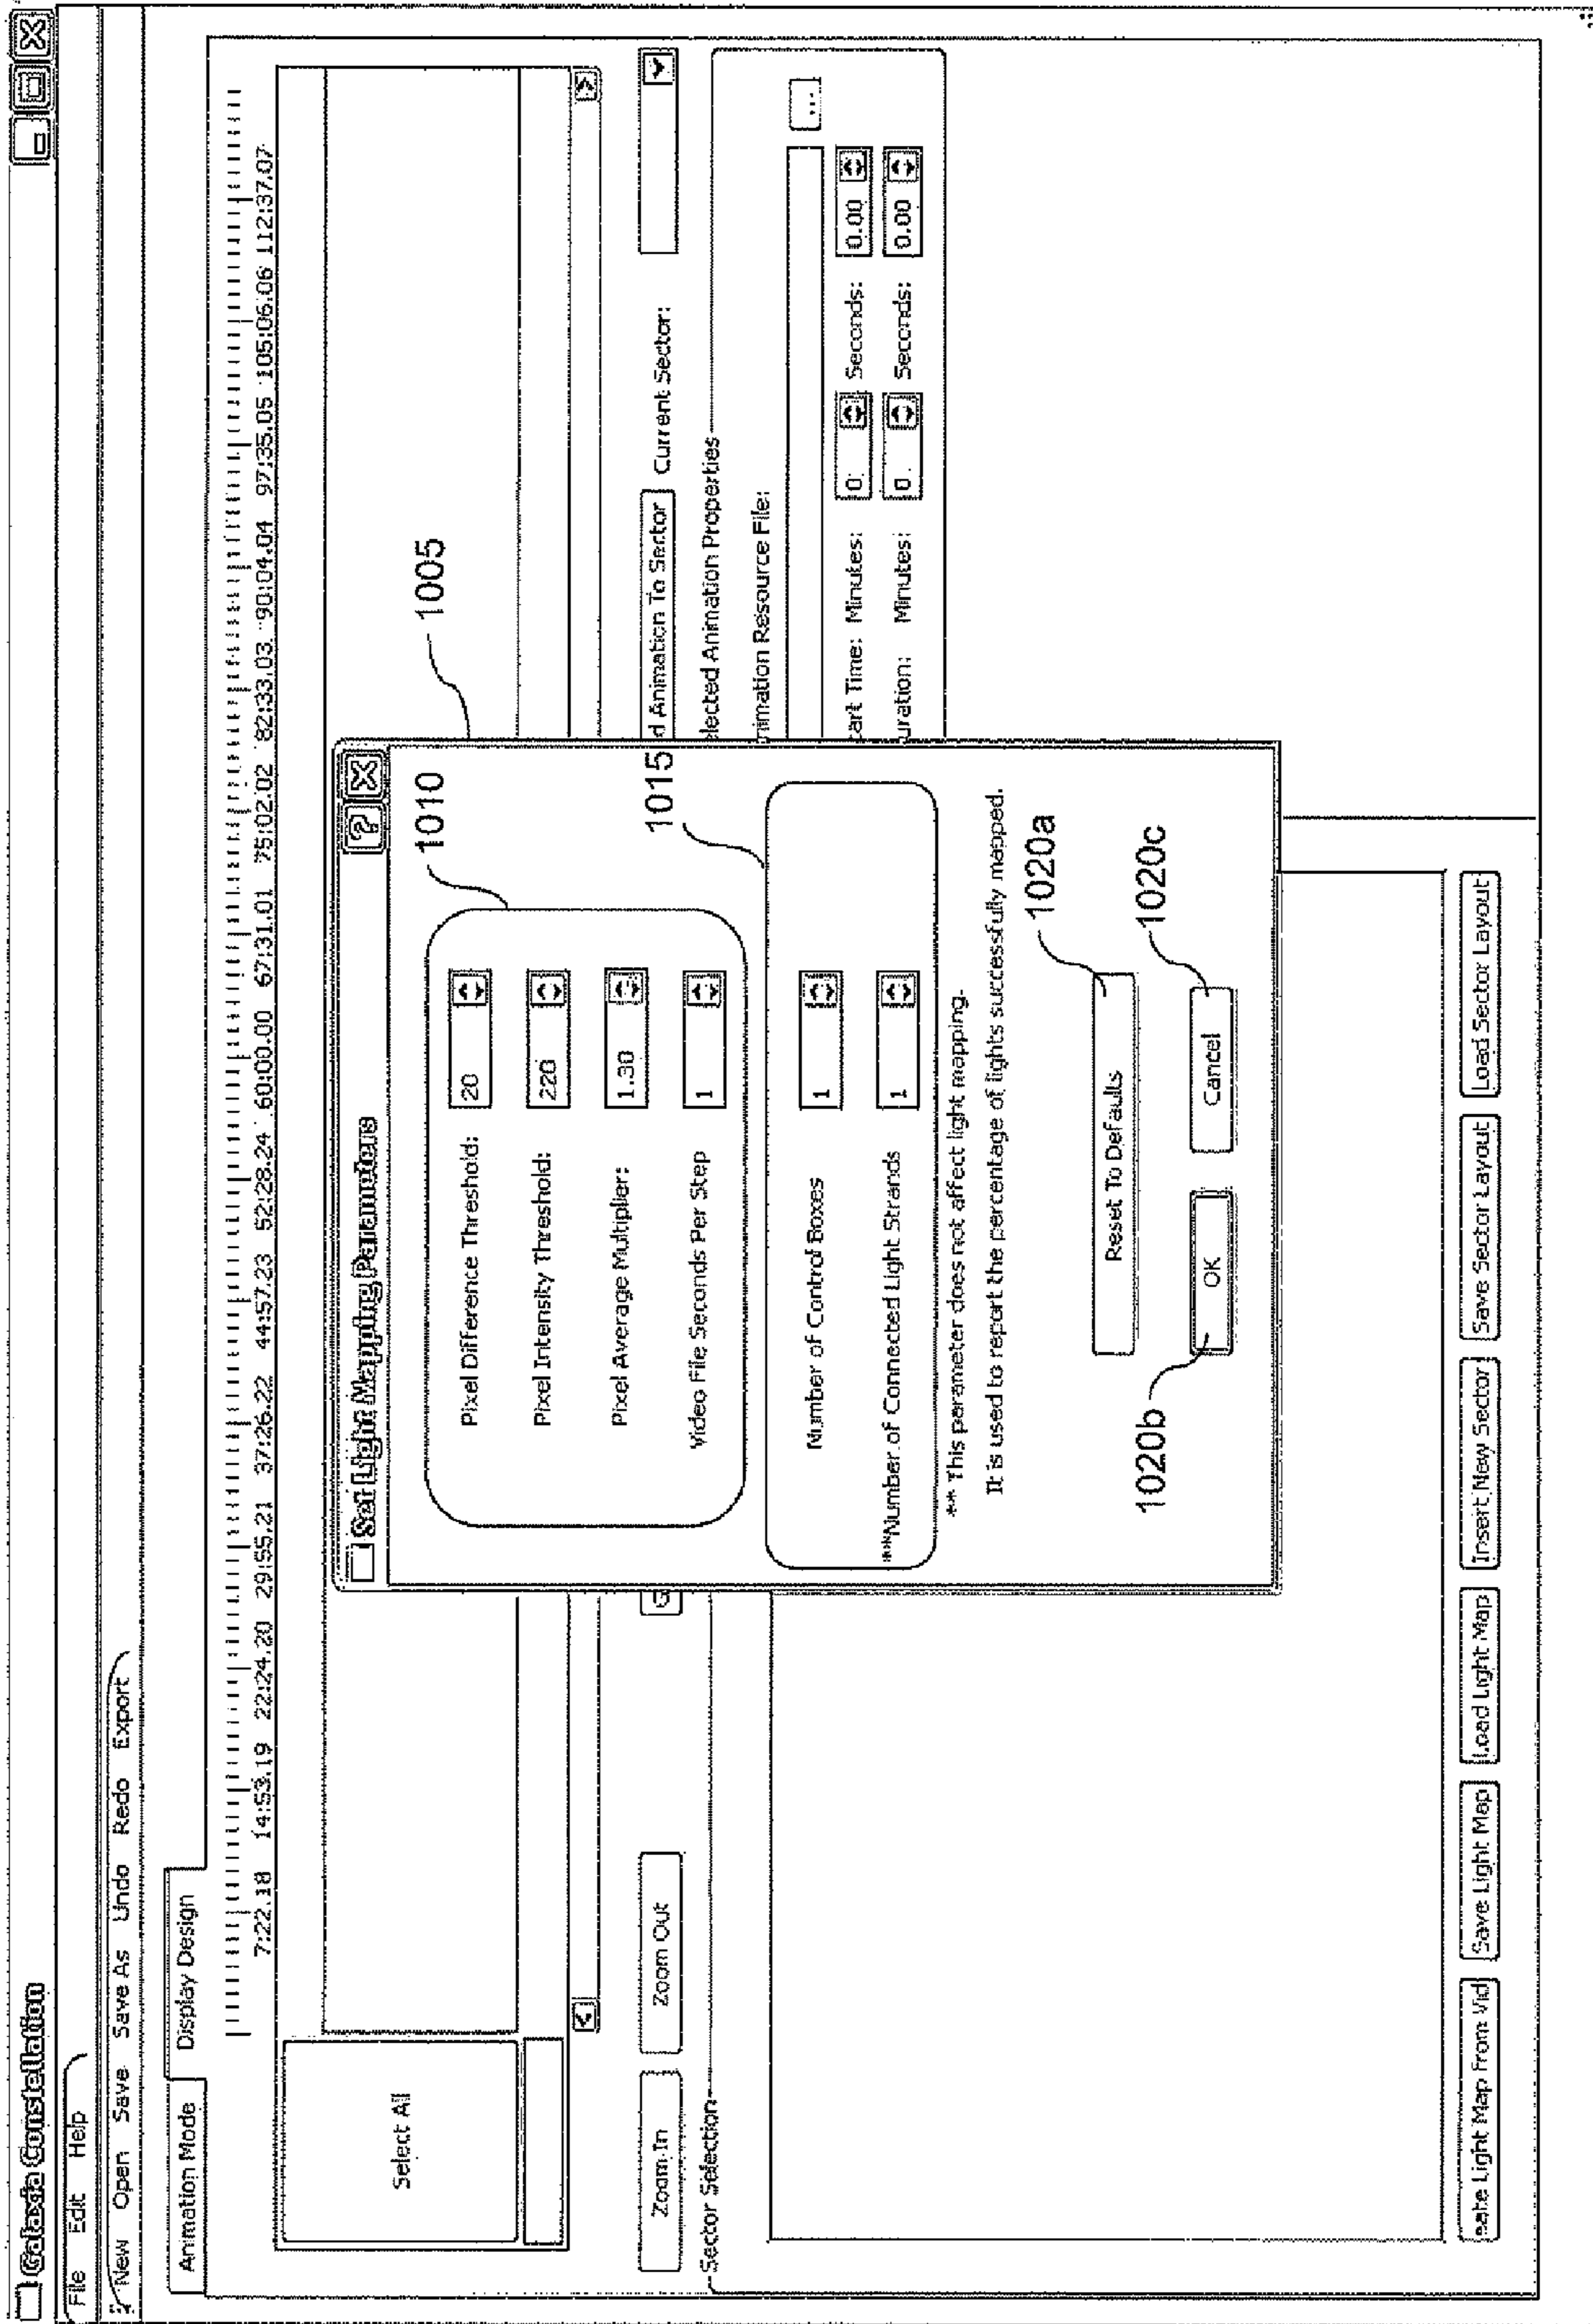 Galaxia Constellation
File Edit Help
New Open Save Save As Undo Redo Export
Animation Mode Display Design
7:22.18 14:53.19 22:24.20 29:55.21 37:26.22 44:57.23 52:28.24 60:00.00 67:31.01 75:02.02 82:33.03 90:04.04 97:35.05 105:06.06 112:37.07
Select All
1005
Zoom In Zoom Out G d Animation To Sector Current Sector:
Sector Selection
elected Animation Properties
nimation Resource File:
...
tart Time: Minutes: 0 Seconds: 0.00
uration: Minutes: 0 Seconds: 0.00
Set Light Mapping Parameters
? X
1010
Pixel Difference Threshold: 20
Pixel Intensity Threshold: 220
Pixel Average Multiplier: 1.30
Video File Seconds Per Step 1
1015
Number of Control Boxes 1
**Number of Connected Light Strands 1
** This parameter does not affect light mapping.
It is used to report the percentage of lights successfully mapped.
1020a
Reset To Defaults
1020b
OK
Cancel
1020c
eate Light Map From Vid Save Light Map Load Light Map Insert New Sector Save Sector Layout Load Sector Layout